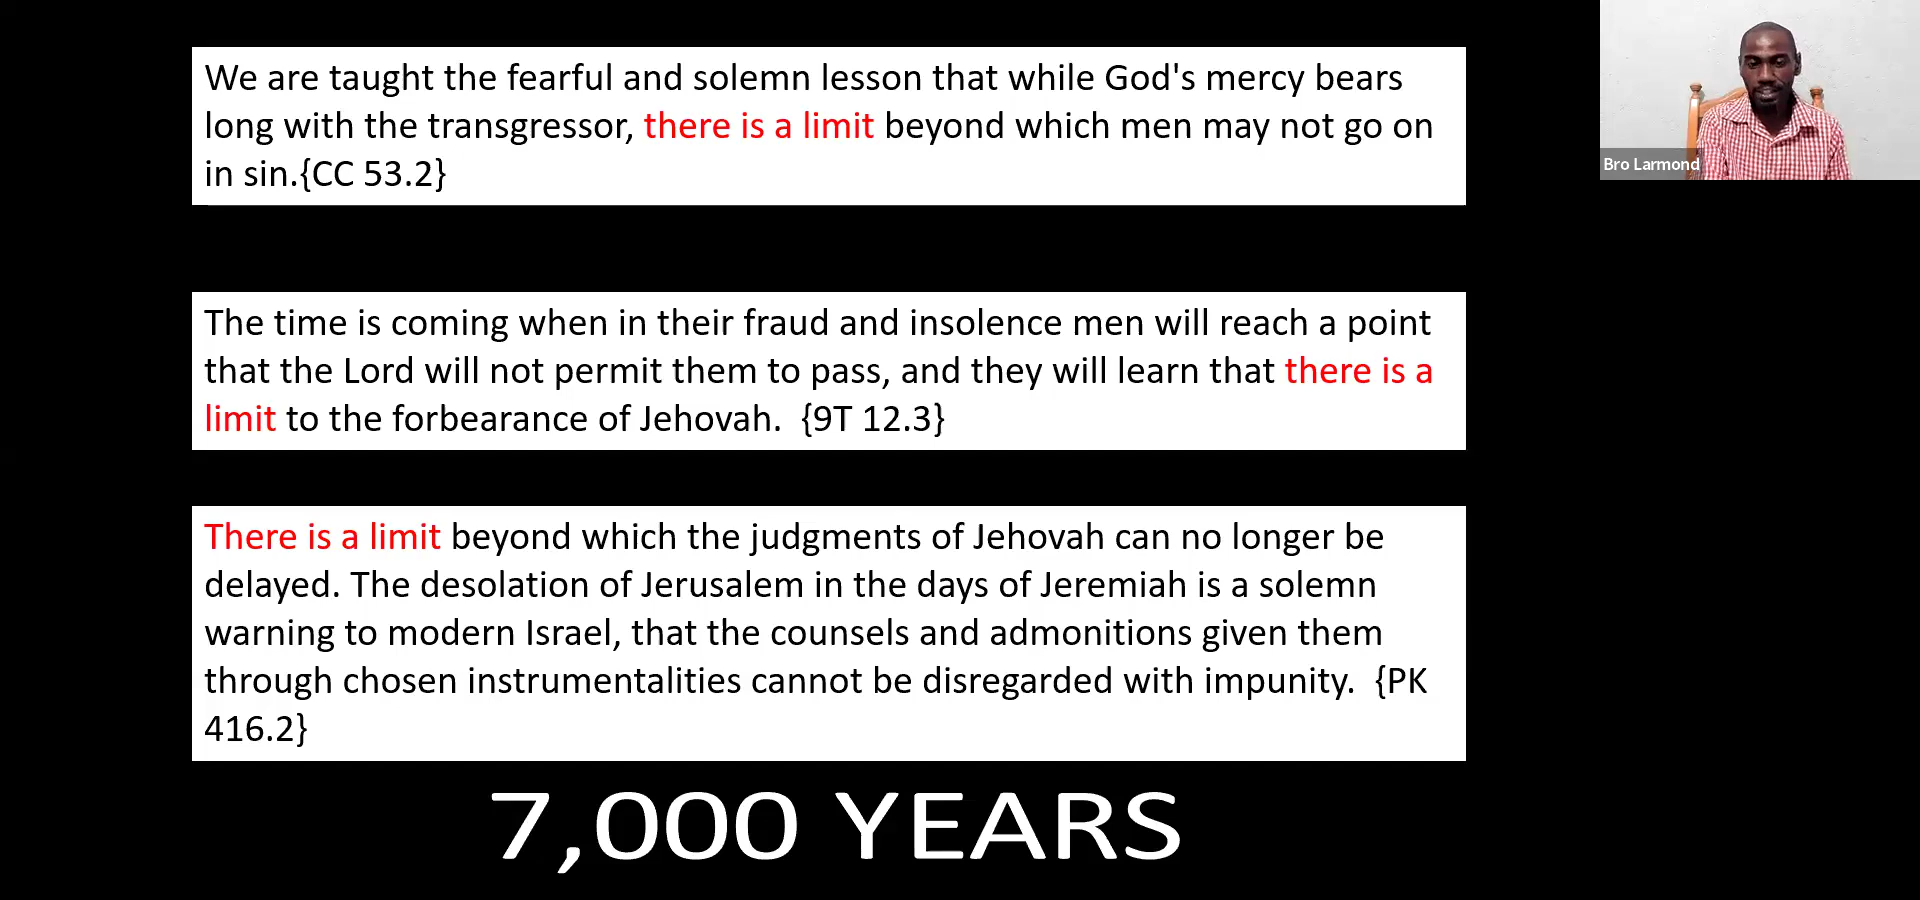 We are taught the fearful and solemn lesson that while God's mercy bears
long with the transgressor, there is a limit beyond which men may not go on
in sin.{CC 53.2}
Bro Larmond
The time is coming when in their fraud and insolence men will reach a point
that the Lord will not permit them to pass, and they will learn that there is a
limit to the forbearance of Jehovah.  {9T 12.3}
There is a limit beyond which the judgments of Jehovah can no longer be
delayed. The desolation of Jerusalem in the days of Jeremiah is a solemn
warning to modern Israel, that the counsels and admonitions given them
through chosen instrumentalities cannot be disregarded with impunity.  {PK
416.2}
7,000 YEARS